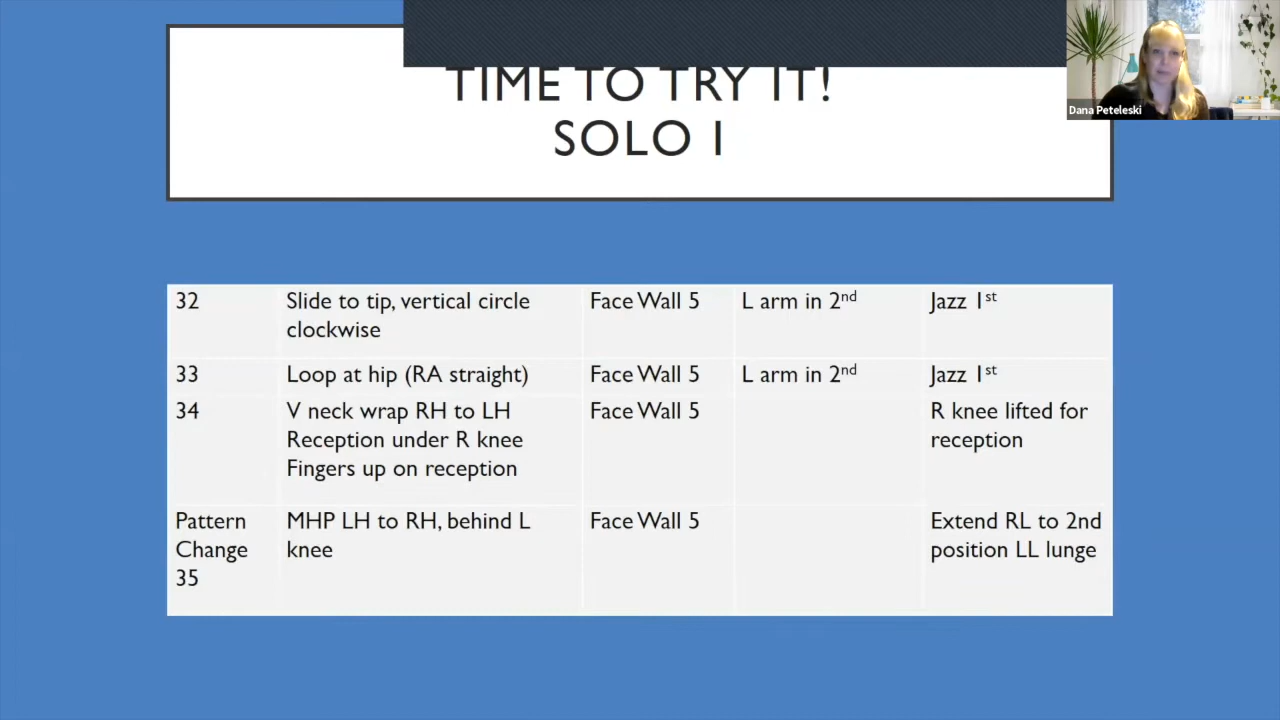 TIME TO TRY IT!
SOLO 1
Dana Peteleski
32 Slide to tip, vertical circle clockwise Face Wall 5 L arm in 2nd Jazz 1st
33 Loop at hip (RA straight) Face Wall 5 L arm in 2nd Jazz 1st
34 V neck wrap RH to LH Reception under R knee Fingers up on reception Face Wall 5 R knee lifted for reception
Pattern Change 35 MHP LH to RH, behind L knee Face Wall 5 Extend RL to 2nd position LL lunge